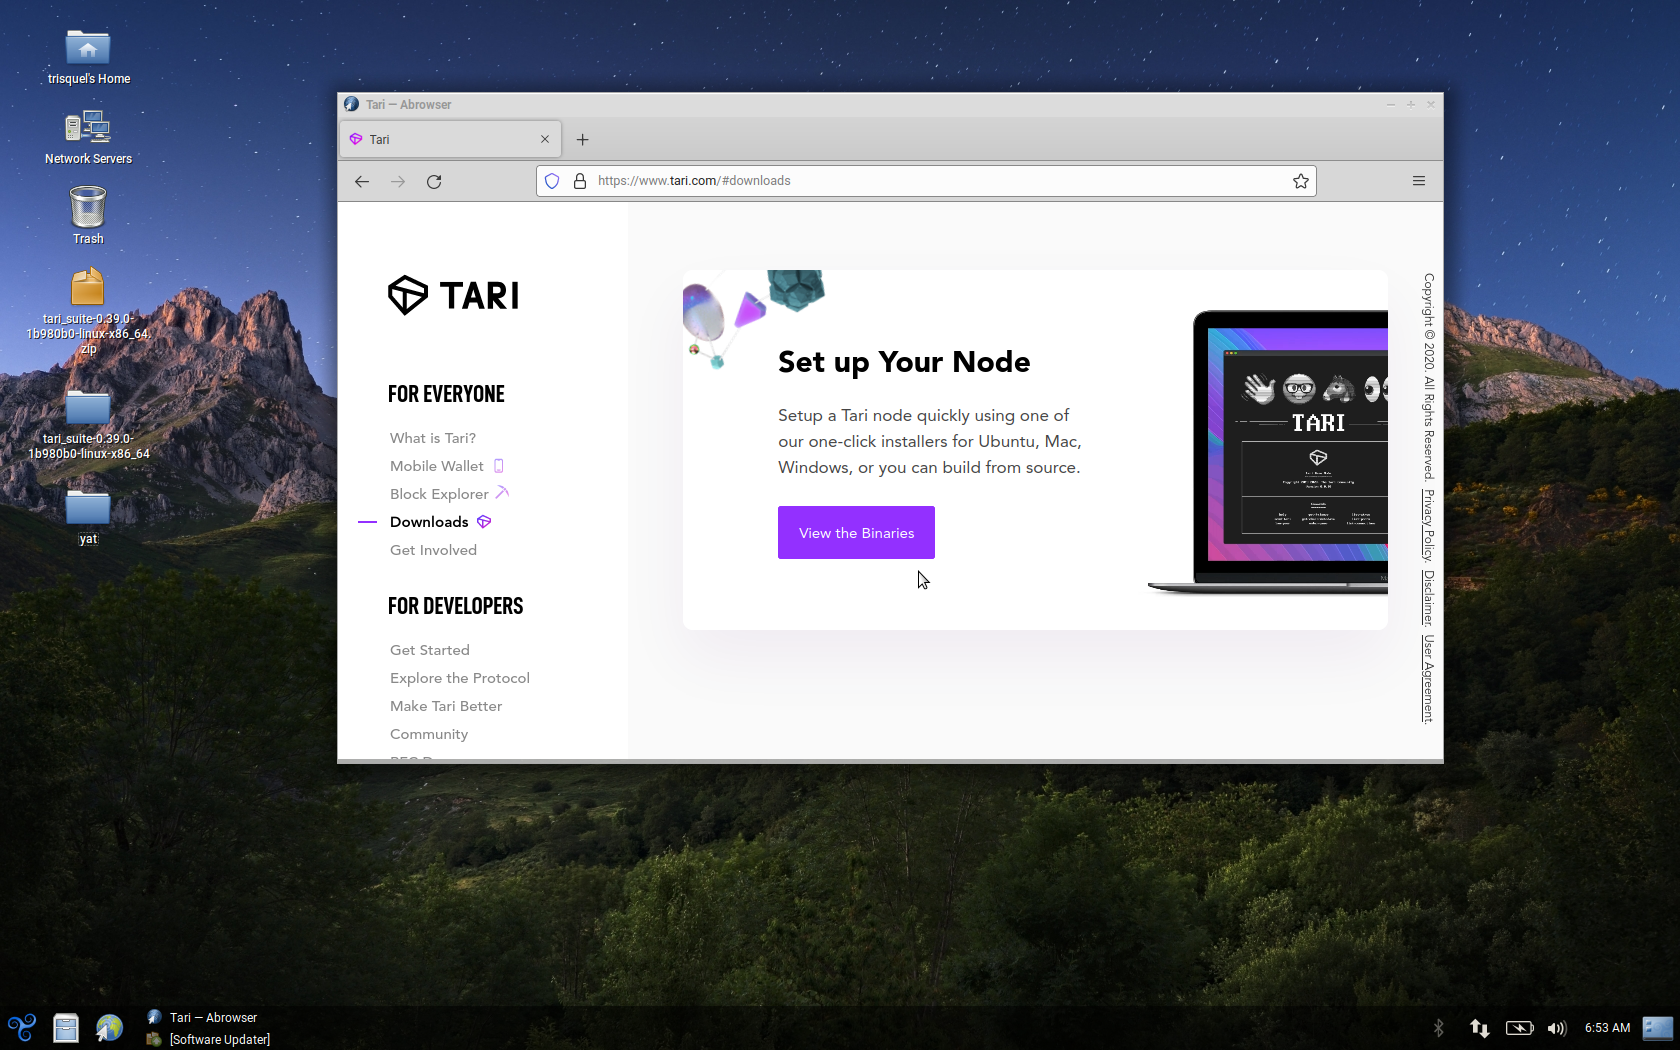 trisquel's Home
Network Servers
Trash
tari_suite-0.39.0-
1b980b0-linux-x86_64.
zip
tari_suite-0.39.0-
1b980b0-linux-x86_64
yat
Tari — Abrowser
Tari
https://www.tari.com/#downloads
TARI
FOR EVERYONE
What is Tari?
Mobile Wallet
Block Explorer
Downloads
Get Involved
FOR DEVELOPERS
Get Started
Explore the Protocol
Make Tari Better
Community
Set up Your Node
Setup a Tari node quickly using one of
our one-click installers for Ubuntu, Mac,
Windows, or you can build from source.
View the Binaries
TARI
Copyright © 2020. All Rights Reserved. Privacy Policy. Disclaimer. User Agreement.
Tari — Abrowser
[Software Updater]
6:53 AM